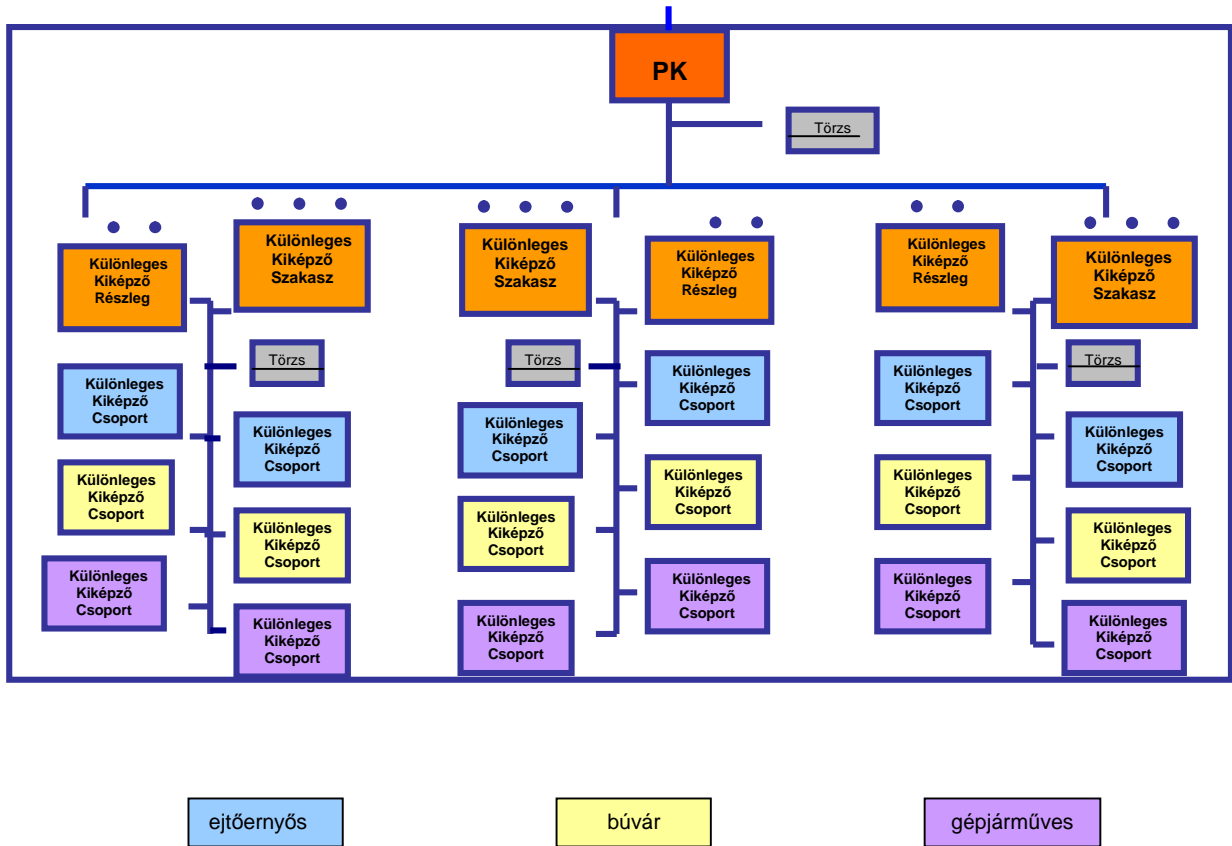 PK
Törzs
Különleges
Kiképző
Részleg
Különleges
Kiképző
Szakasz
Különleges
Kiképző
Szakasz
Különleges
Kiképző
Részleg
Különleges
Kiképző
Részleg
Különleges
Kiképző
Szakasz
Törzs
Törzs
Törzs
Különleges
Kiképző
Csoport
Különleges
Kiképző
Csoport
Különleges
Kiképző
Csoport
Különleges
Kiképző
Csoport
Különleges
Kiképző
Csoport
Különleges
Kiképző
Csoport
Különleges
Kiképző
Csoport
Különleges
Kiképző
Csoport
Különleges
Kiképző
Csoport
Különleges
Kiképző
Csoport
Különleges
Kiképző
Csoport
Különleges
Kiképző
Csoport
Különleges
Kiképző
Csoport
Különleges
Kiképző
Csoport
Különleges
Kiképző
Csoport
Különleges
Kiképző
Csoport
Különleges
Kiképző
Csoport
Különleges
Kiképző
Csoport
ejtőernyős
búvár
gépjárműves